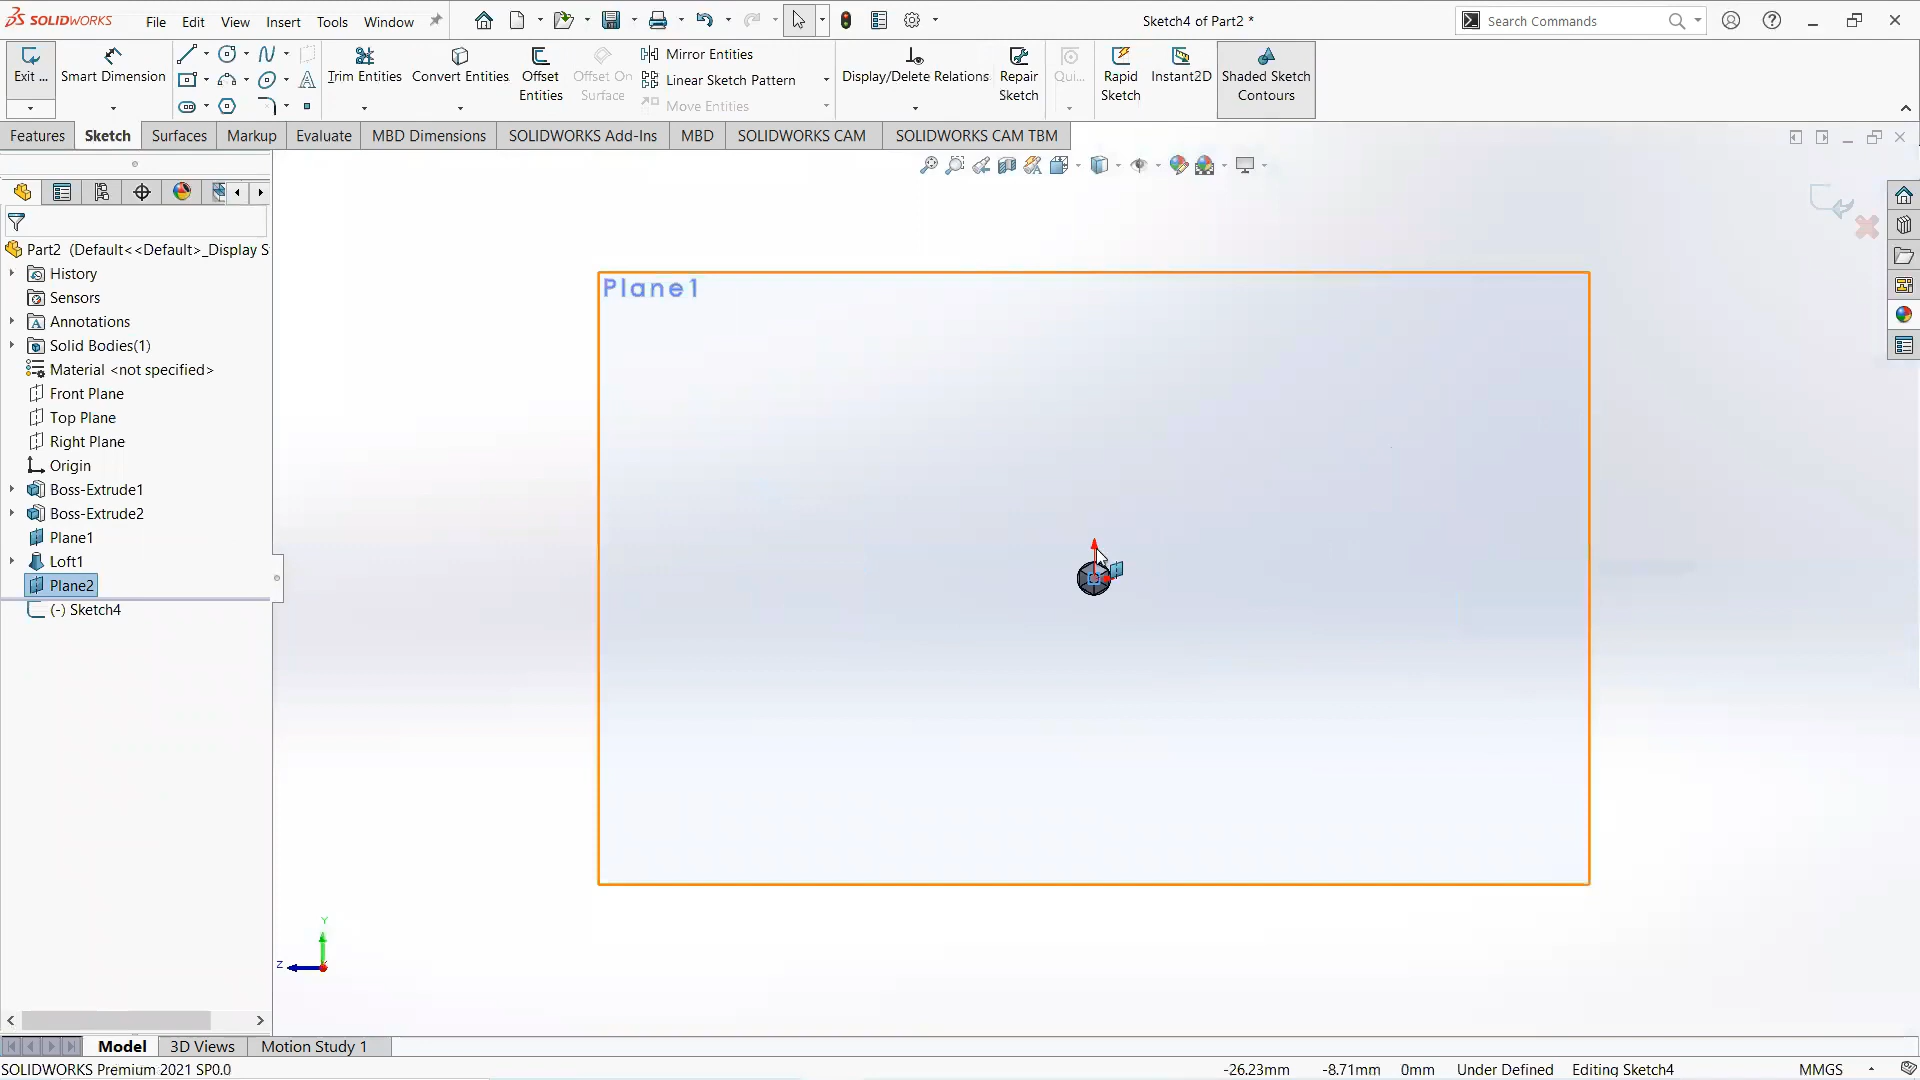 SOLIDWORKS File Edit View Insert Tools Window Sketch4 of Part2 * Search Commands
Exit ... Smart Dimension Trim Entities Convert Entities Offset Entities Offset On Surface Mirror Entities Linear Sketch Pattern Move Entities Display/Delete Relations Repair Sketch Qui... Rapid Sketch Instant2D Shaded Sketch Contours
Features Sketch Surfaces Markup Evaluate MBD Dimensions SOLIDWORKS Add-Ins MBD SOLIDWORKS CAM SOLIDWORKS CAM TBM
Part2 (Default<<Default>_Display S
History
Sensors
Annotations
Solid Bodies(1)
Material <not specified>
Front Plane
Top Plane
Right Plane
Origin
Boss-Extrude1
Boss-Extrude2
Plane1
Loft1
Plane2
(-) Sketch4
Plane1
Y
Z
Model 3D Views Motion Study 1
SOLIDWORKS Premium 2021 SP0.0 -26.23mm -8.71mm 0mm Under Defined Editing Sketch4 MMGS